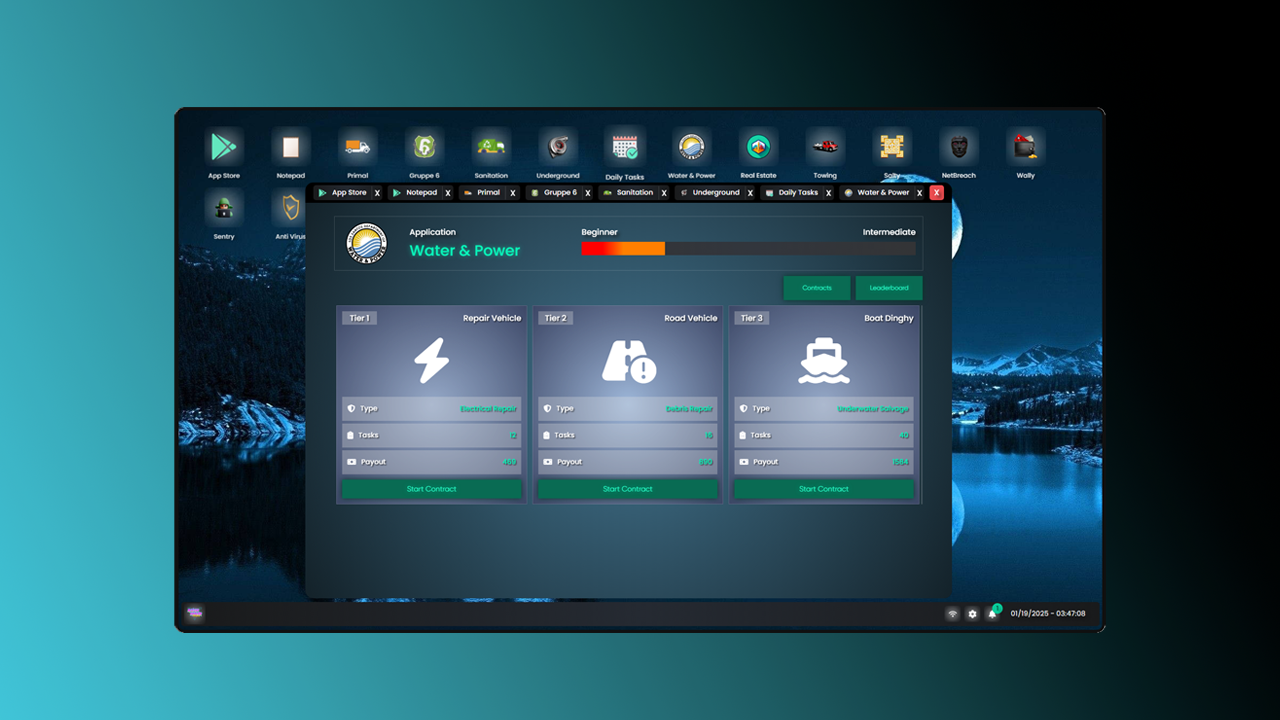 App Store Notepad Primal Gruppe 6 Sanitation Underground Daily Tasks Water & Power Real Estate Towing Salty NetBreach Wally
Sentry Anti Virus
App Store X Notepad X Primal X Gruppe 6 X Sanitation X Underground X Daily Tasks X Water & Power X X
Application
Water & Power
Beginner Intermediate
WATER & POWER
Contracts Leaderboard
Tier 1 Repair Vehicle
Type Electrical Repair
Tasks 12
Payout
Start Contract
Tier 2 Road Vehicle
Type Debris Repair
Tasks 16
Payout 890
Start Contract
Tier 3 Boat Dinghy
Type Underwater Salvage
Tasks 40
Payout 1564
Start Contract
1
01/19/2025 - 03:47:08